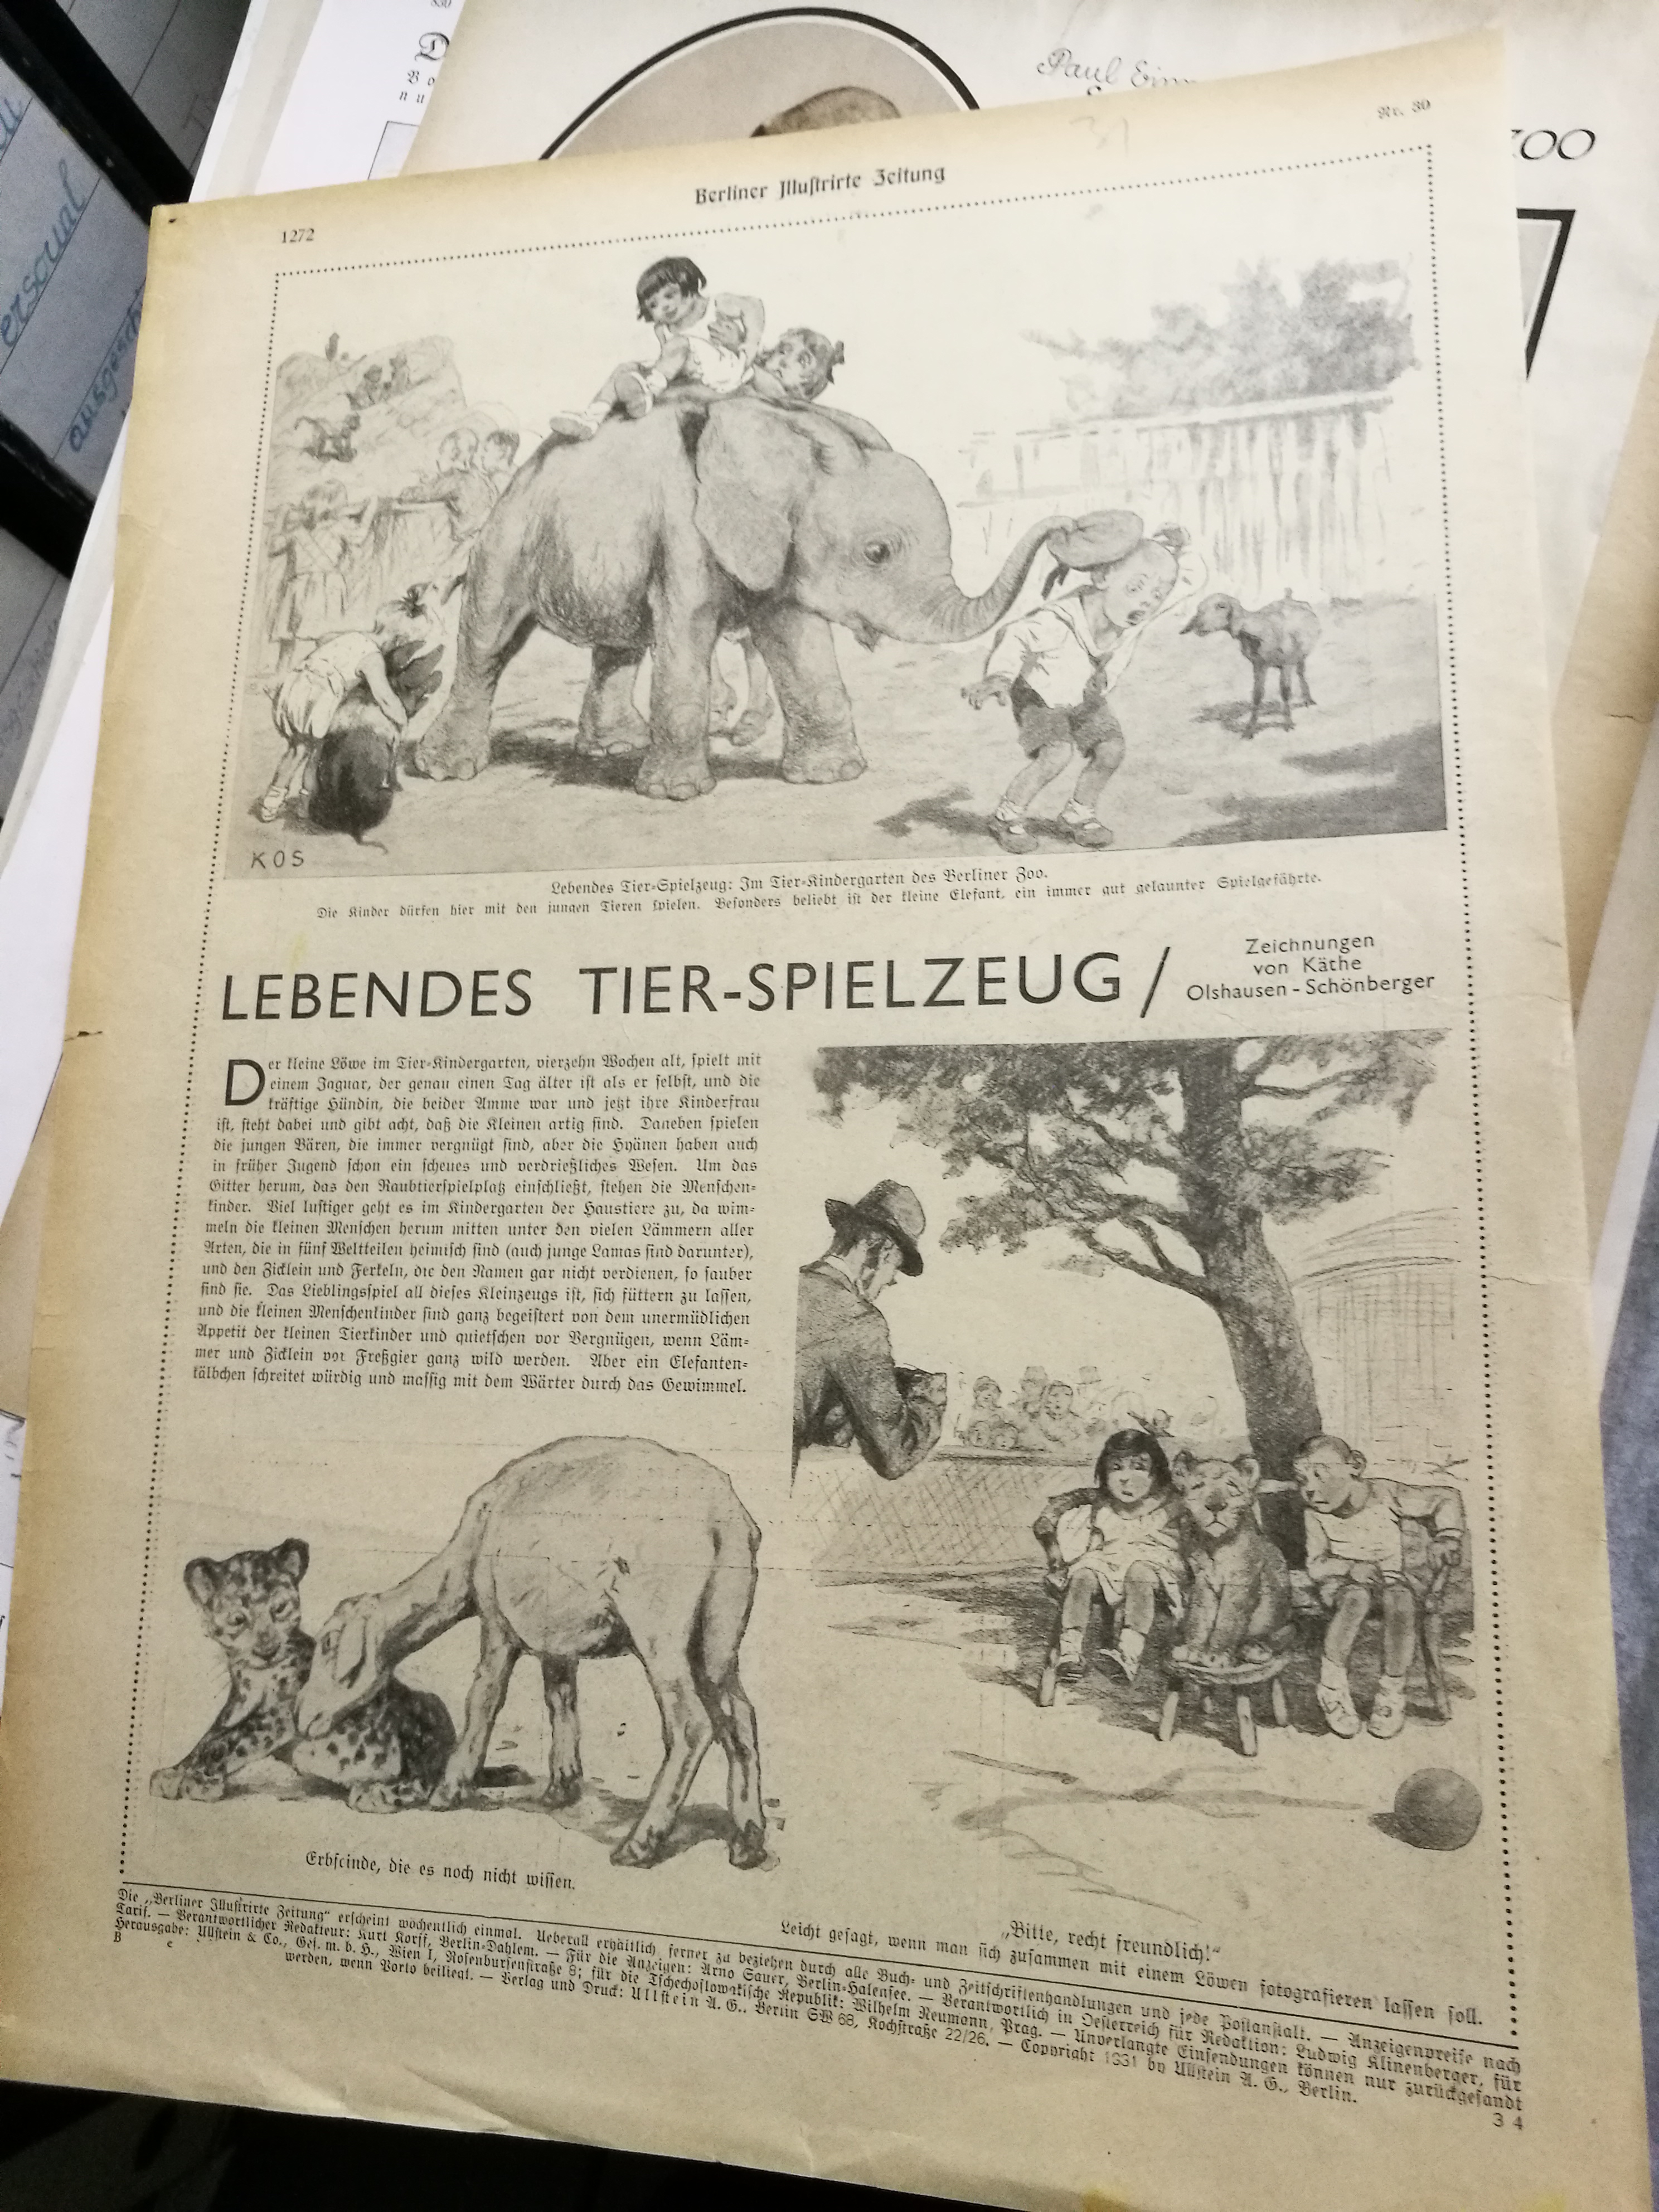 Paul
ZOO
ersonal
31
Nr. 30
Berliner Illustrirte Zeitung
1272
KOS
Lebendes Tier-Spielzeug: Im Tier-Kindergarten des Berliner Zoo.
Die Kinder dürfen hier mit den jungen Tieren spielen. Besonders beliebt ist der kleine Elefant, ein immer gut gelaunter Spielgefährte.
LEBENDES TIER-SPIELZEUG /
Zeichnungen
von Käthe
Olshausen-Schönberger
Der kleine Löwe im Tier-Kindergarten, vierzehn Wochen alt, spielt mit
einem Jaguar, der genau einen Tag älter ist als er selbst, und die
kräftige Hündin, die beider Amme war und jetzt ihre Kinderfrau
ist, steht dabei und gibt acht, daß die Kleinen artig sind. Daneben spielen
die jungen Bären, die immer vergnügt sind, aber die Hyänen haben auch
in früher Jugend schon ein scheues und verdrießliches Wesen. Um das
Gitter herum, das den Raubtierspielplatz einschließt, stehen die Menschen-
kinder. Viel lustiger geht es im Kindergarten der Haustiere zu, da wim-
meln die kleinen Menschen herum mitten unter den vielen Lämmern aller
Arten, die in fünf Weltteilen heimisch sind (auch junge Lamas sind darunter),
und den Zicklein und Ferkeln, die den Namen gar nicht verdienen, so sauber
sind sie. Das Lieblingsspiel all dieses Kleinzeugs ist, sich füttern zu lassen,
und die kleinen Menschenkinder sind ganz begeistert von dem unermüdlichen
Appetit der kleinen Tierkinder und quietschen vor Vergnügen, wenn Läm-
mer und Zicklein vor Freßgier ganz wild werden. Aber ein Elefanten-
kälbchen schreitet würdig und massig mit dem Wärter durch das Gewimmel.
Erbfeinde, die es noch nicht wissen.
„Bitte, recht freundlich!“
Leicht gesagt, wenn man sich zusammen mit einem Löwen fotografieren lassen soll.
Die „Berliner Illustrirte Zeitung“ erscheint wöchentlich einmal. Ueberall erhältlich, ferner zu beziehen durch alle Buch- und Zeitschriftenhandlungen und jede Postanstalt. — Anzeigenpreise nach
Tarif. — Verantwortlicher Redakteur: Kurt Korff, Berlin-Dahlem. — Für die Anzeigen: Arno Sauer, Berlin-Halensee. — Verantwortlich in Oesterreich für Redaktion: Ludwig Klinenberger, für
Herausgabe: Ullstein & Co., Ges. m. b. H., Wien I, Rosenbursenstraße 8; für die Tschechoslowakische Republik: Wilhelm Neumann, Prag. — Unverlangte Einsendungen können nur zurückgesandt
werden, wenn Porto beiliegt. — Verlag und Druck: Ullstein A. G., Berlin SW 68, Kochstraße 22/26. — Copyright 1931 by Ullstein A. G., Berlin.
B e
3 4